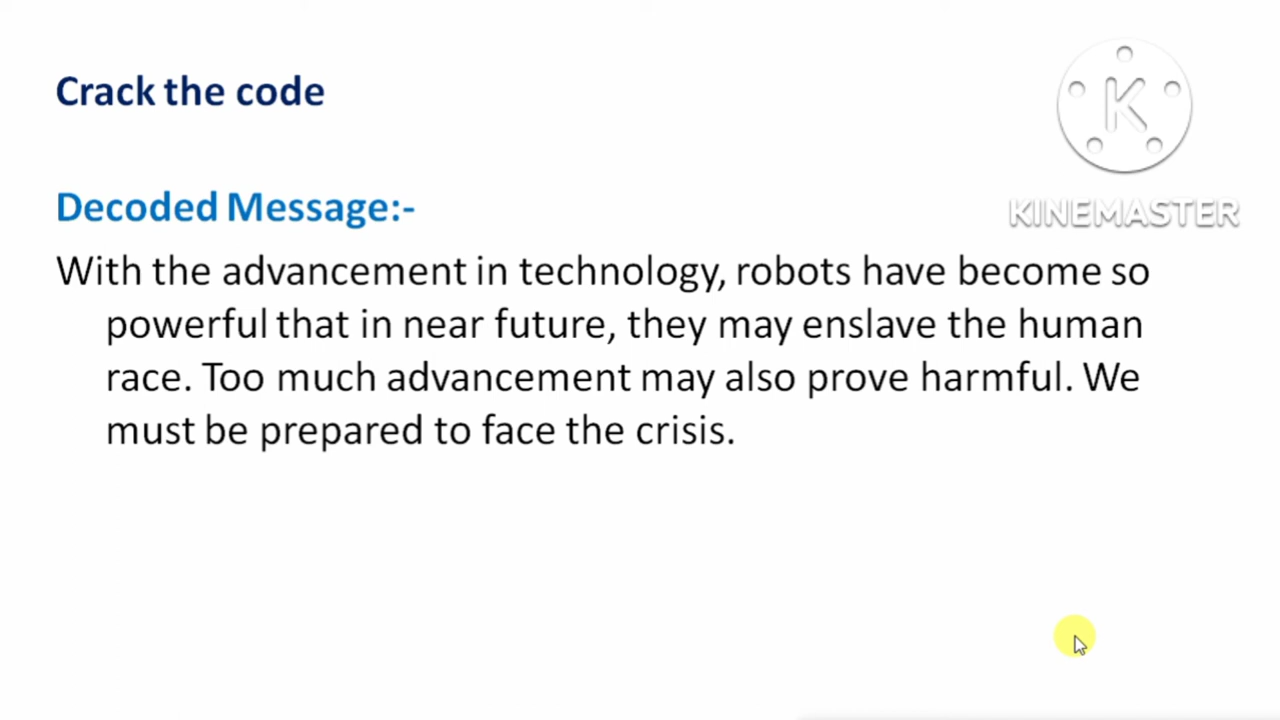 Crack the code
K
KINEMASTER
Decoded Message:-
With the advancement in technology, robots have become so
powerful that in near future, they may enslave the human
race. Too much advancement may also prove harmful. We
must be prepared to face the crisis.